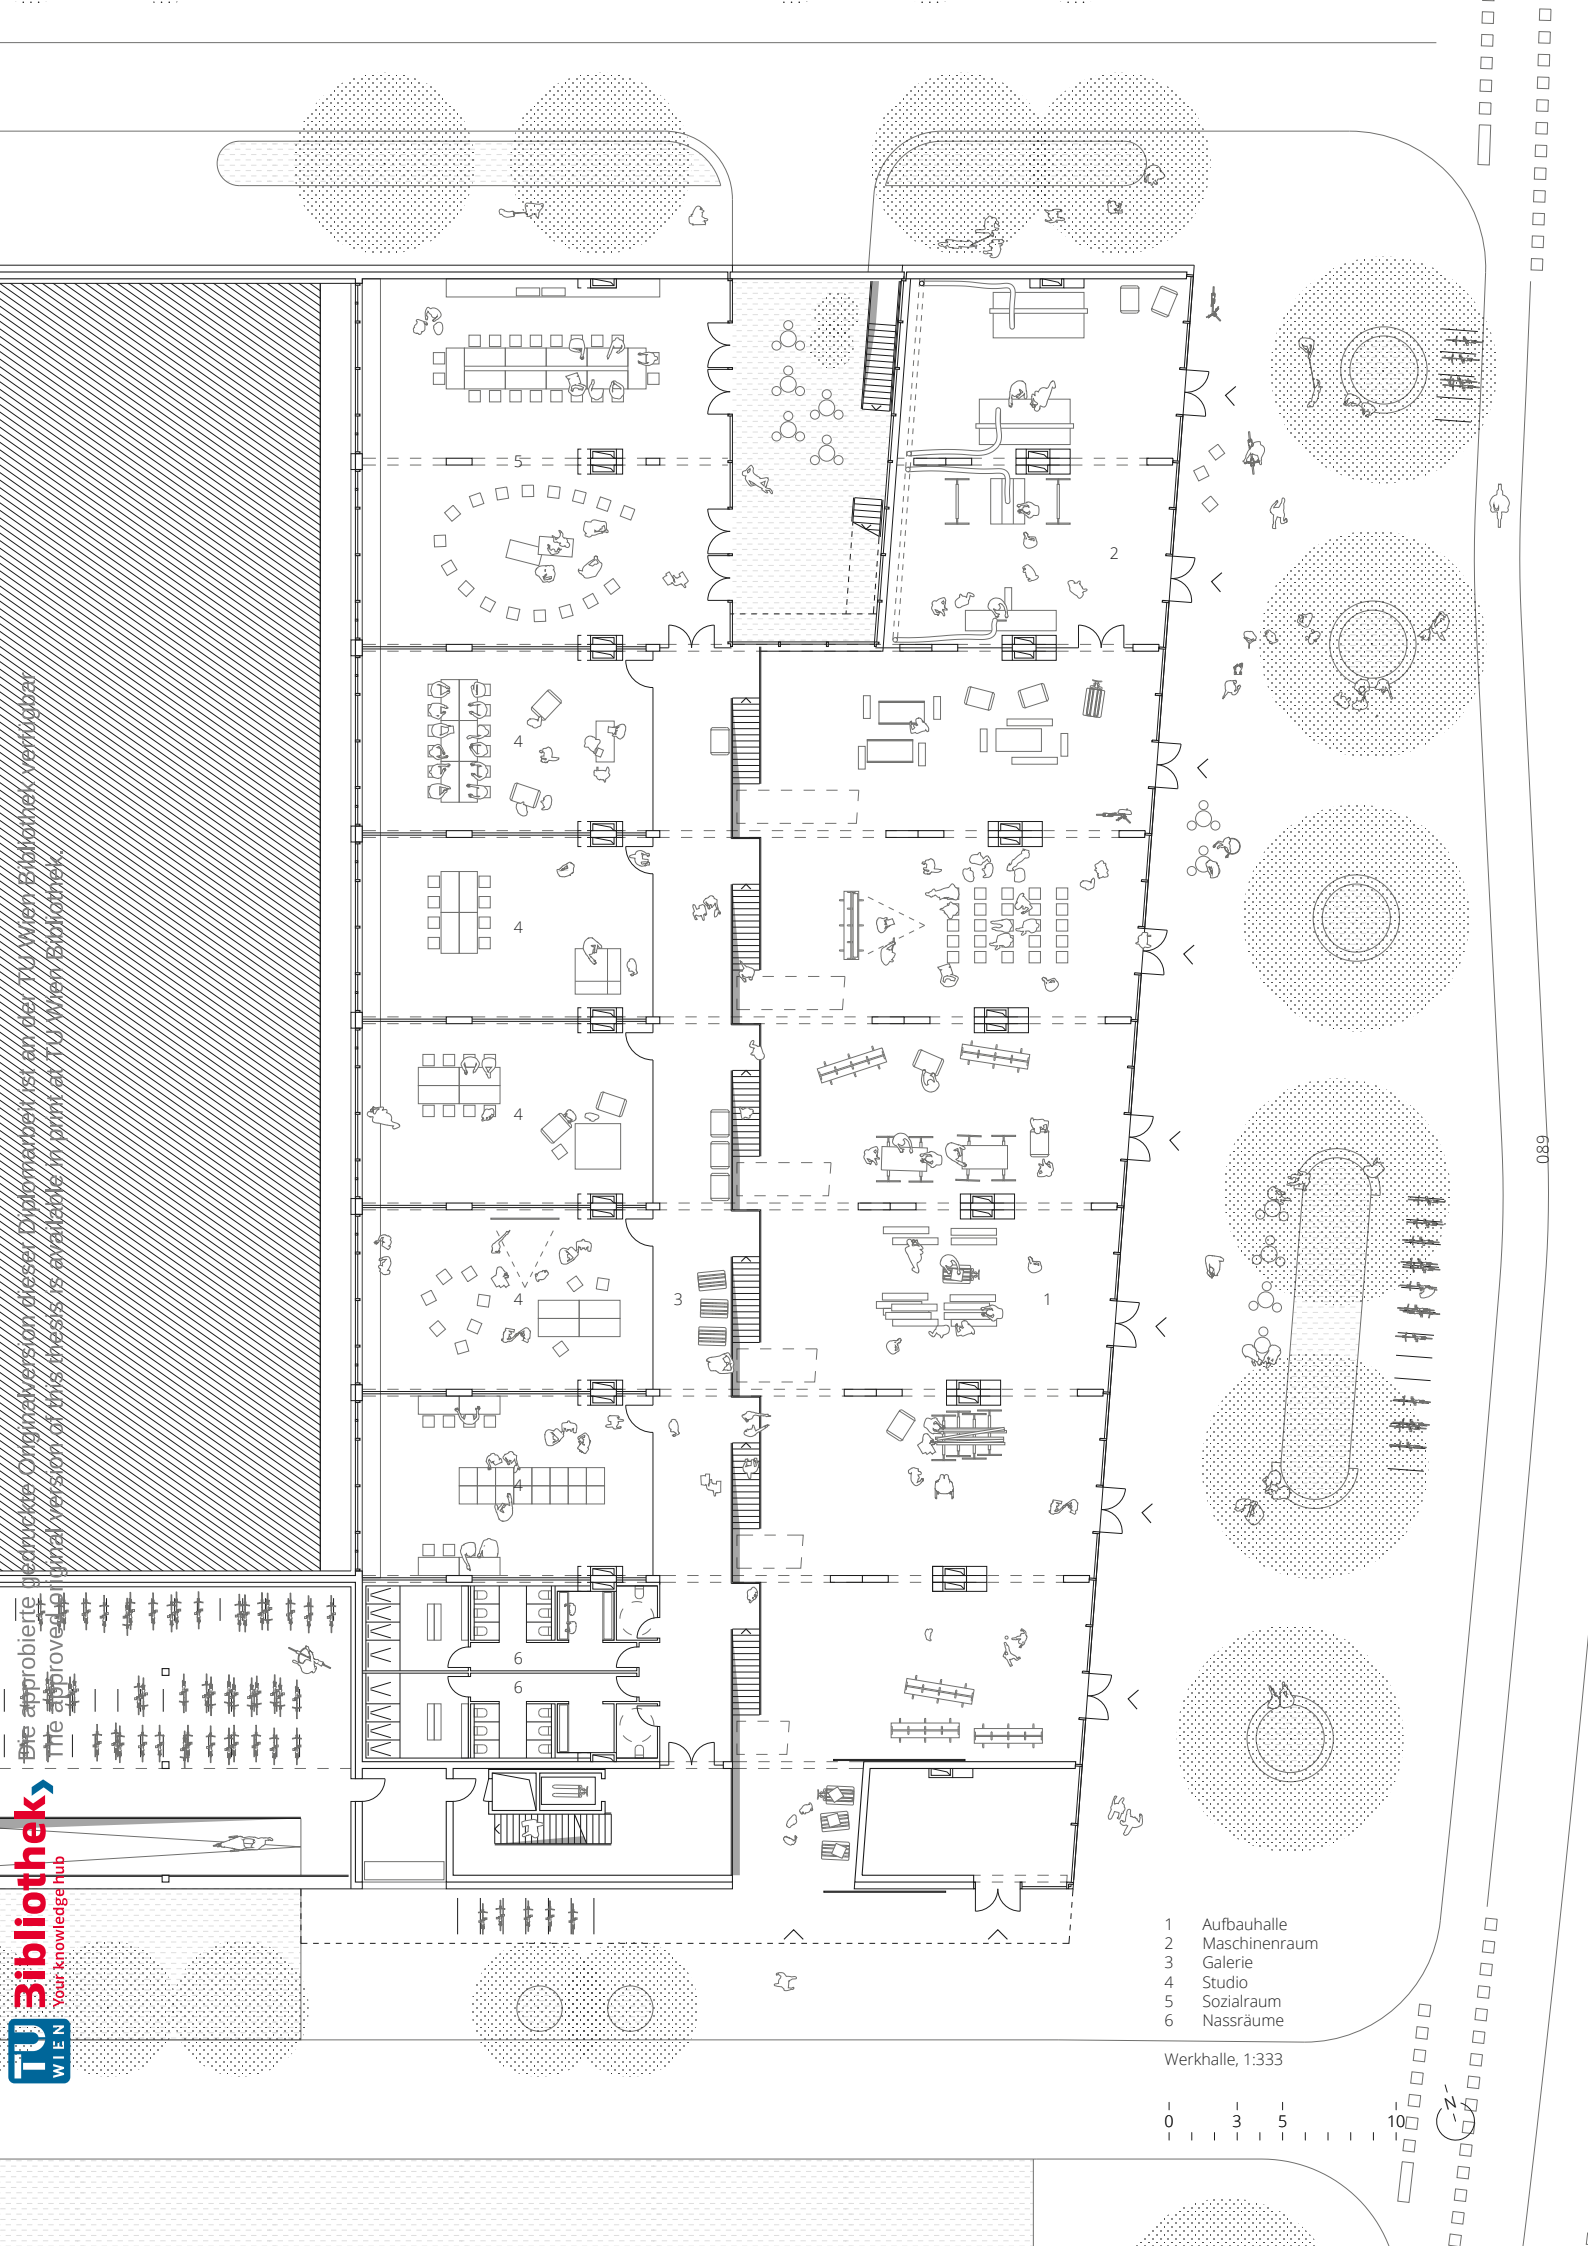 5
2
4
4
4
4
3
1
4
6
6
089
1 Aufbauhalle
2 Maschinenraum
3 Galerie
4 Studio
5 Sozialraum
6 Nassräume
Werkhalle, 1:333
0 3 5 10
-N-
Die approbierte gedruckte Originalversion dieser Diplomarbeit ist an der TU Wien Bibliothek verfügbar
The approved original version of this thesis is available in print at TU Wien Bibliothek.
TU WIEN
Bibliothek
Your knowledge hub